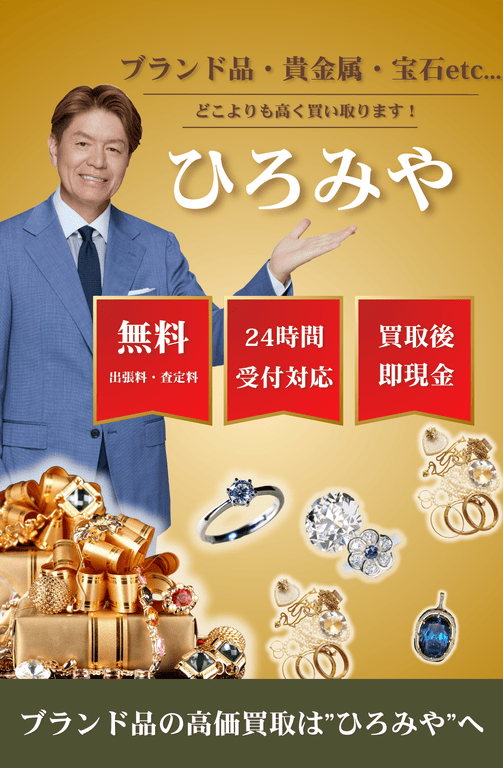 ブランド品・貴金属・宝石etc...
どこよりも高く買い取ります！
ひろみや
無料
出張料・査定料
24時間
受付対応
買取後
即現金
ブランド品の高価買取は”ひろみや”へ